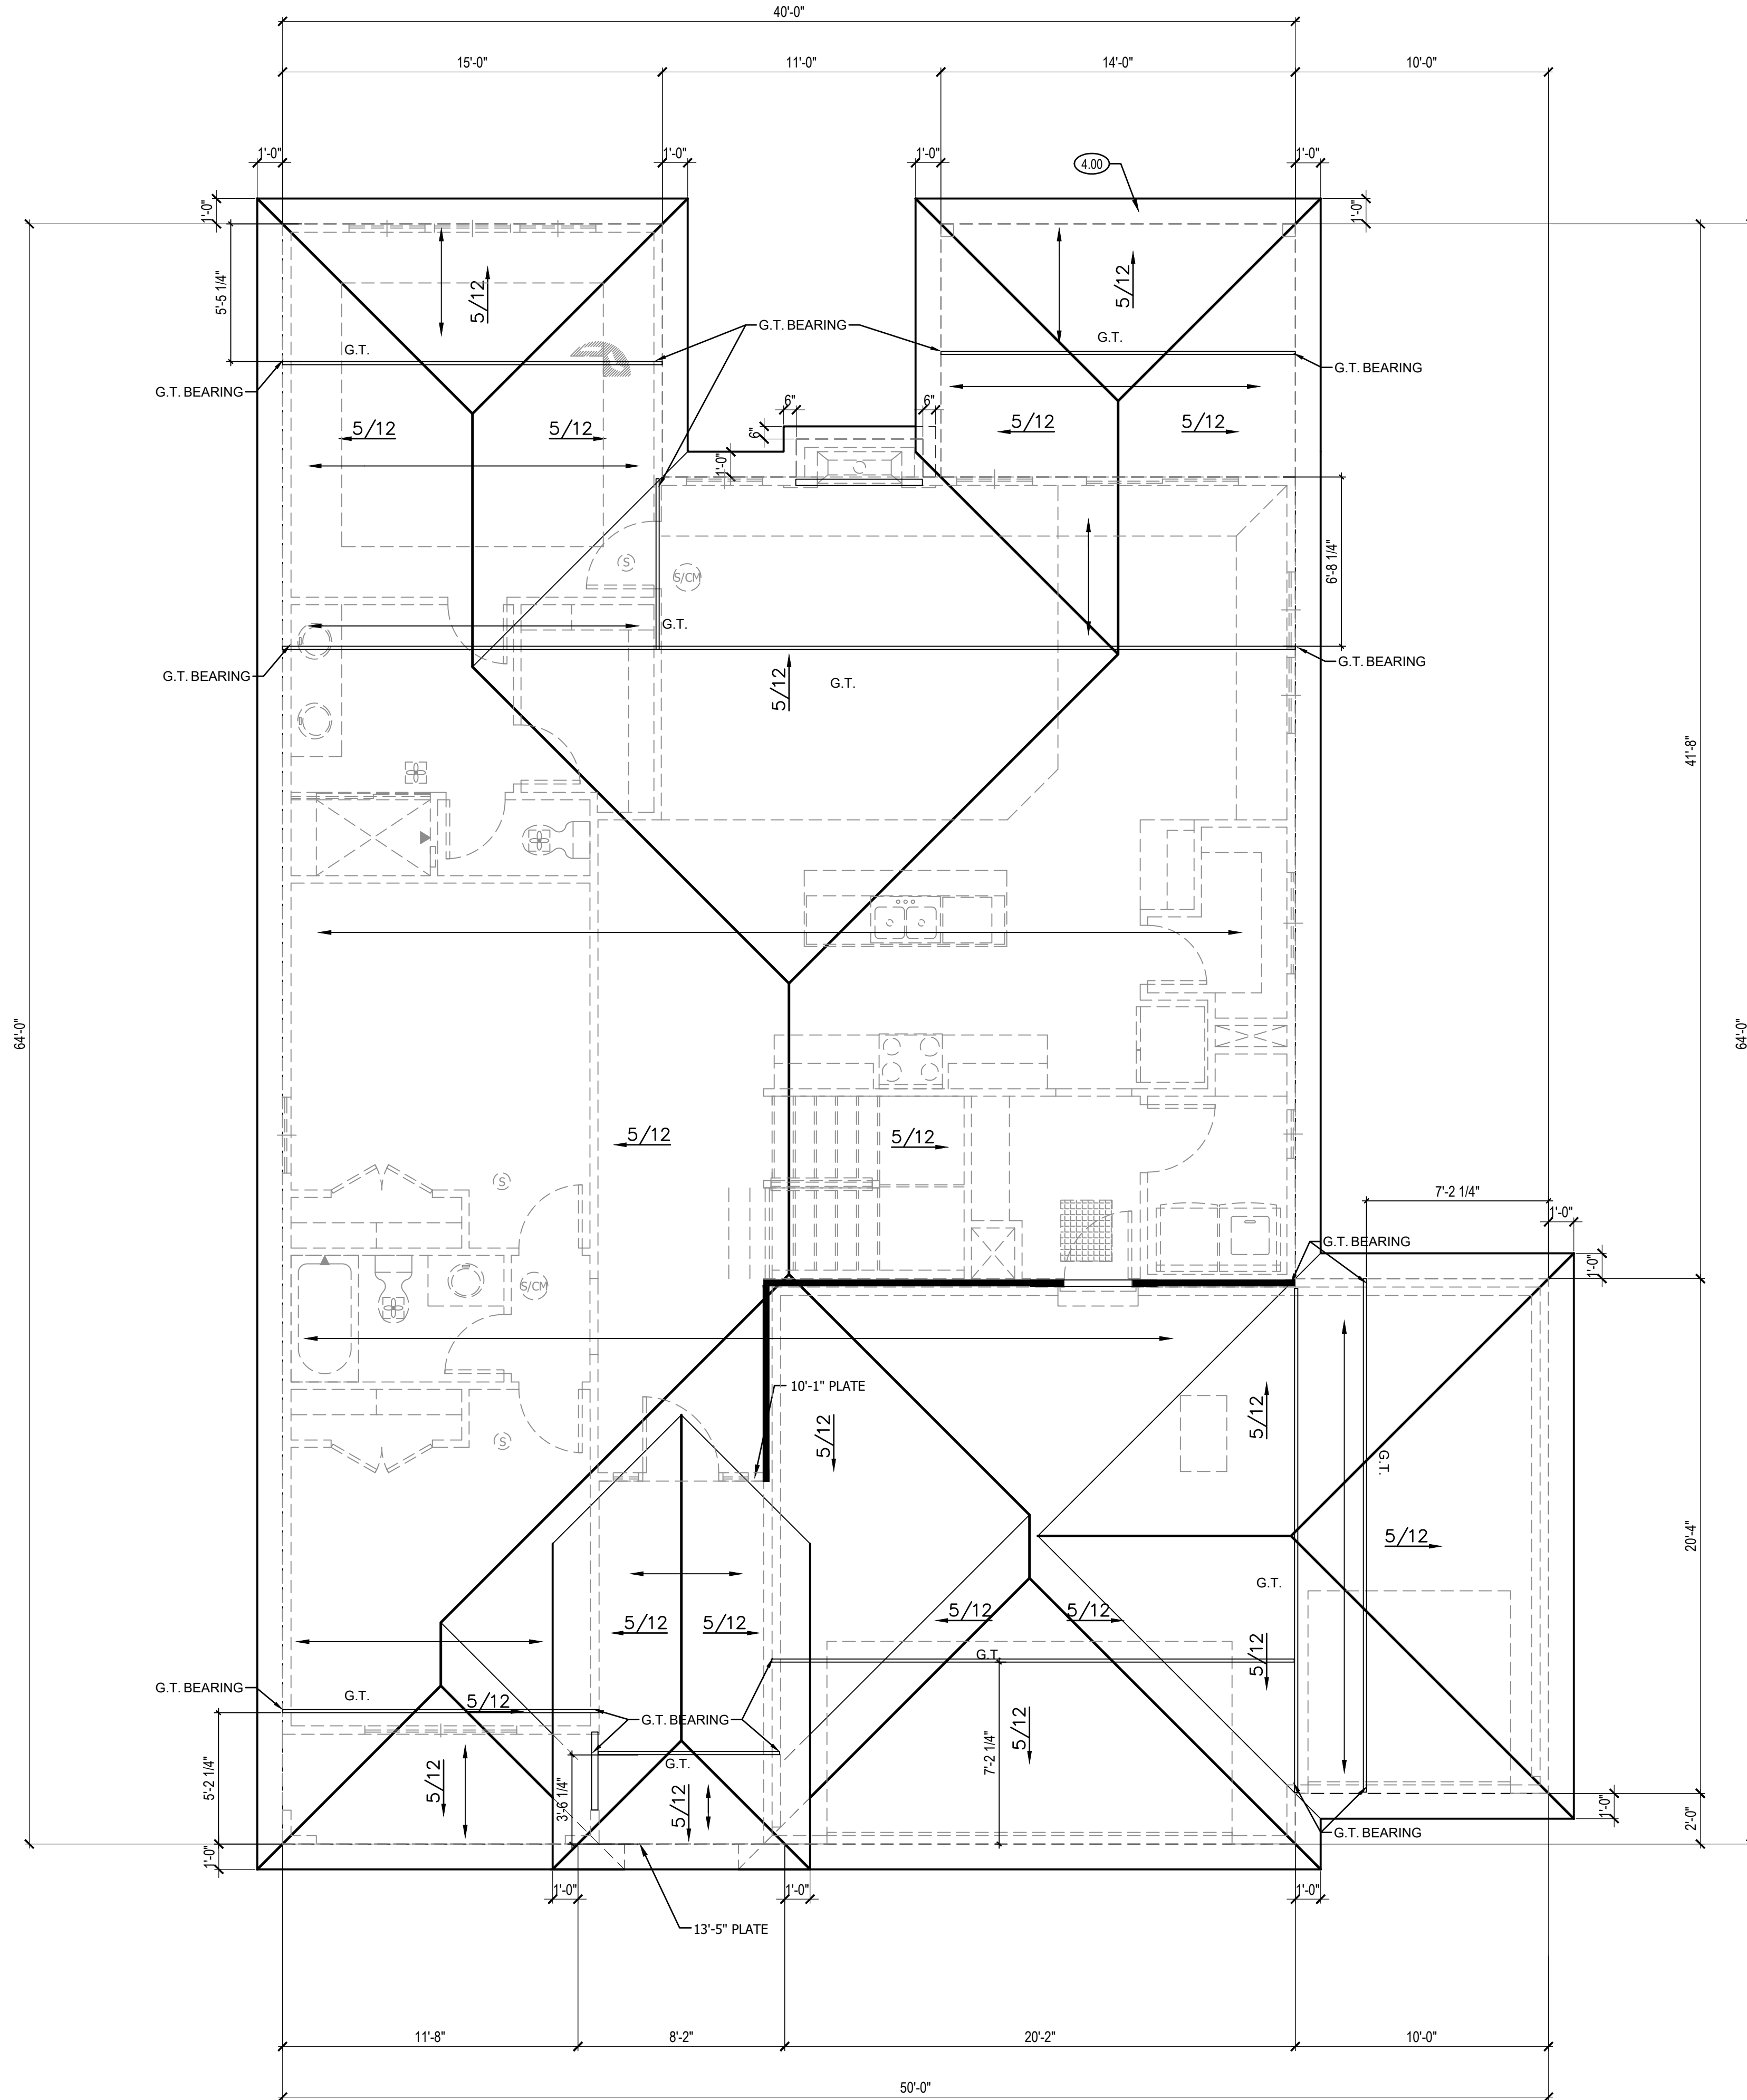 40'-0"
15'-0" 11'-0" 14'-0" 10'-0"
1'-0" 1'-0" 1'-0" 4.00 1'-0"
1'-0" 1'-0"
5'-5 1/4" 5/12 5/12
G.T. G.T. BEARING G.T.
G.T. BEARING G.T. BEARING
5/12 5/12 6" 6" 5/12 5/12
6"
1'-0"
6'-8 1/4"
S S/CM
G.T.
G.T. BEARING 5/12 G.T. G.T. BEARING
41'-8"
64'-0" 64'-0"
5/12 5/12
S 7'-2 1/4"
1'-0"
G.T. BEARING
1'-0"
S/CM
10'-1" PLATE
5/12 5/12
S G.T.
5/12
20'-4"
G.T.
5/12 5/12 5/12 5/12
5/12
G.T.
G.T. BEARING G.T. 5/12
G.T. BEARING 5/12
5'-2 1/4" 5/12 3'-6 1/4" G.T. 5/12 7'-2 1/4"
1'-0" 2'-0"
G.T. BEARING
1'-0"
1'-0" 1'-0" 1'-0"
13'-5" PLATE
11'-8" 8'-2" 20'-2" 10'-0"
50'-0"